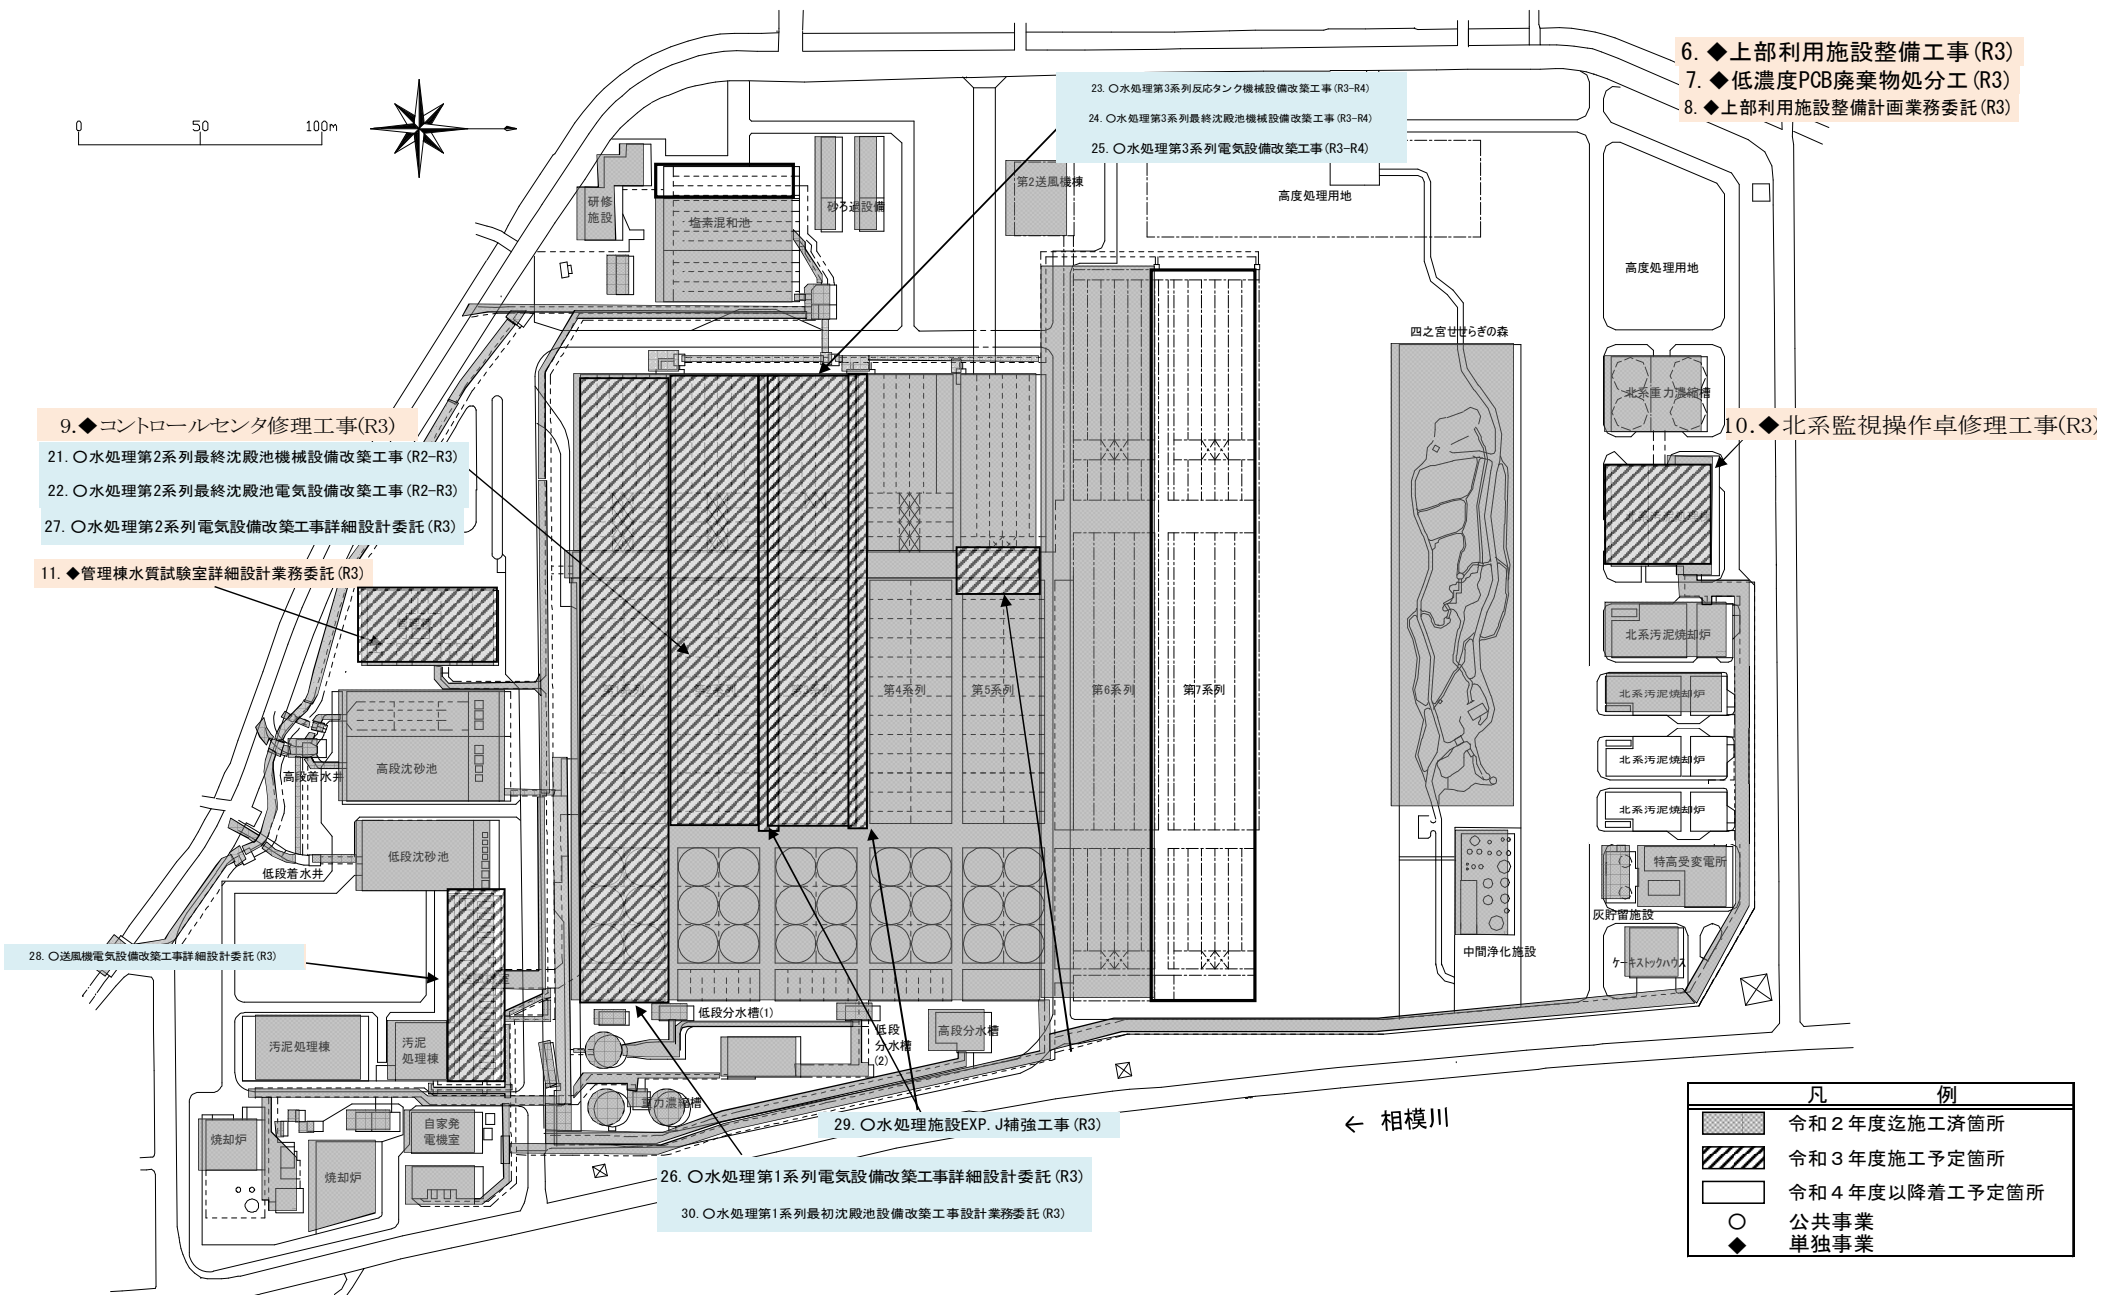 6. ◆上部利用施設整備工事(R3)
7. ◆低濃度PCB廃棄物処分工(R3)
8. ◆上部利用施設整備計画業務委託(R3)
23. ○水処理第3系列反応タンク機械設備改築工事(R3-R4)
24. ○水処理第3系列最終沈殿池機械設備改築工事(R3-R4)
25. ○水処理第3系列電気設備改築工事(R3-R4)
0 50 100m
研修
施設
塩素混和池
砂ろ過設備
第2送風機棟
高度処理用地
高度処理用地
四之宮せせらぎの森
北系重力濃縮槽
9.◆コントロールセンタ修理工事(R3)
21. ○水処理第2系列最終沈殿池機械設備改築工事(R2-R3)
22. ○水処理第2系列最終沈殿池電気設備改築工事(R2-R3)
27. ○水処理第2系列電気設備改築工事詳細設計委託(R3)
11. ◆管理棟水質試験室詳細設計業務委託(R3)
10.◆北系監視操作卓修理工事(R3)
北系汚泥焼却炉
北系汚泥焼却炉
北系汚泥焼却炉
北系汚泥焼却炉
第1系列
第2系列
第3系列
第4系列
第5系列
第6系列
第7系列
高段着水井
高段沈砂池
低段沈砂池
低段着水井
特高受変電所
灰貯留施設
中間浄化施設
ケーキストックハウス
28. ○送風機電気設備改築工事詳細設計委託(R3)
室
低段分水槽(1)
低段
分水槽
(2)
高段分水槽
汚泥処理棟
汚泥
処理棟
重力濃縮槽
自家発
電機室
焼却炉
焼却炉
29. ○水処理施設EXP.J補強工事(R3)
26. ○水処理第1系列電気設備改築工事詳細設計委託(R3)
30. ○水処理第1系列最初沈殿池設備改築工事設計業務委託(R3)
← 相模川
凡 例
令和2年度迄施工済箇所
令和3年度施工予定箇所
令和4年度以降着工予定箇所
○ 公共事業
◆ 単独事業